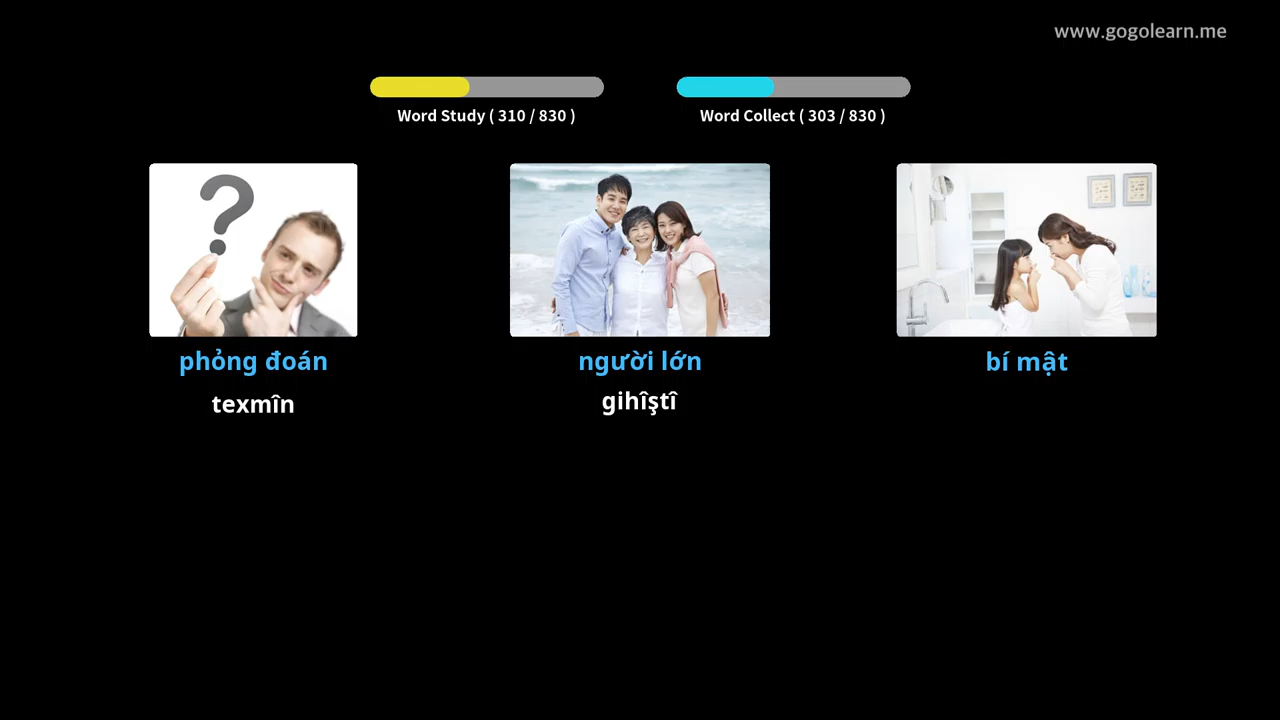 www.gogolearn.me
Word Study ( 310 / 830 )
Word Collect ( 303 / 830 )
phỏng đoán
người lớn
bí mật
texmîn
gihîştî